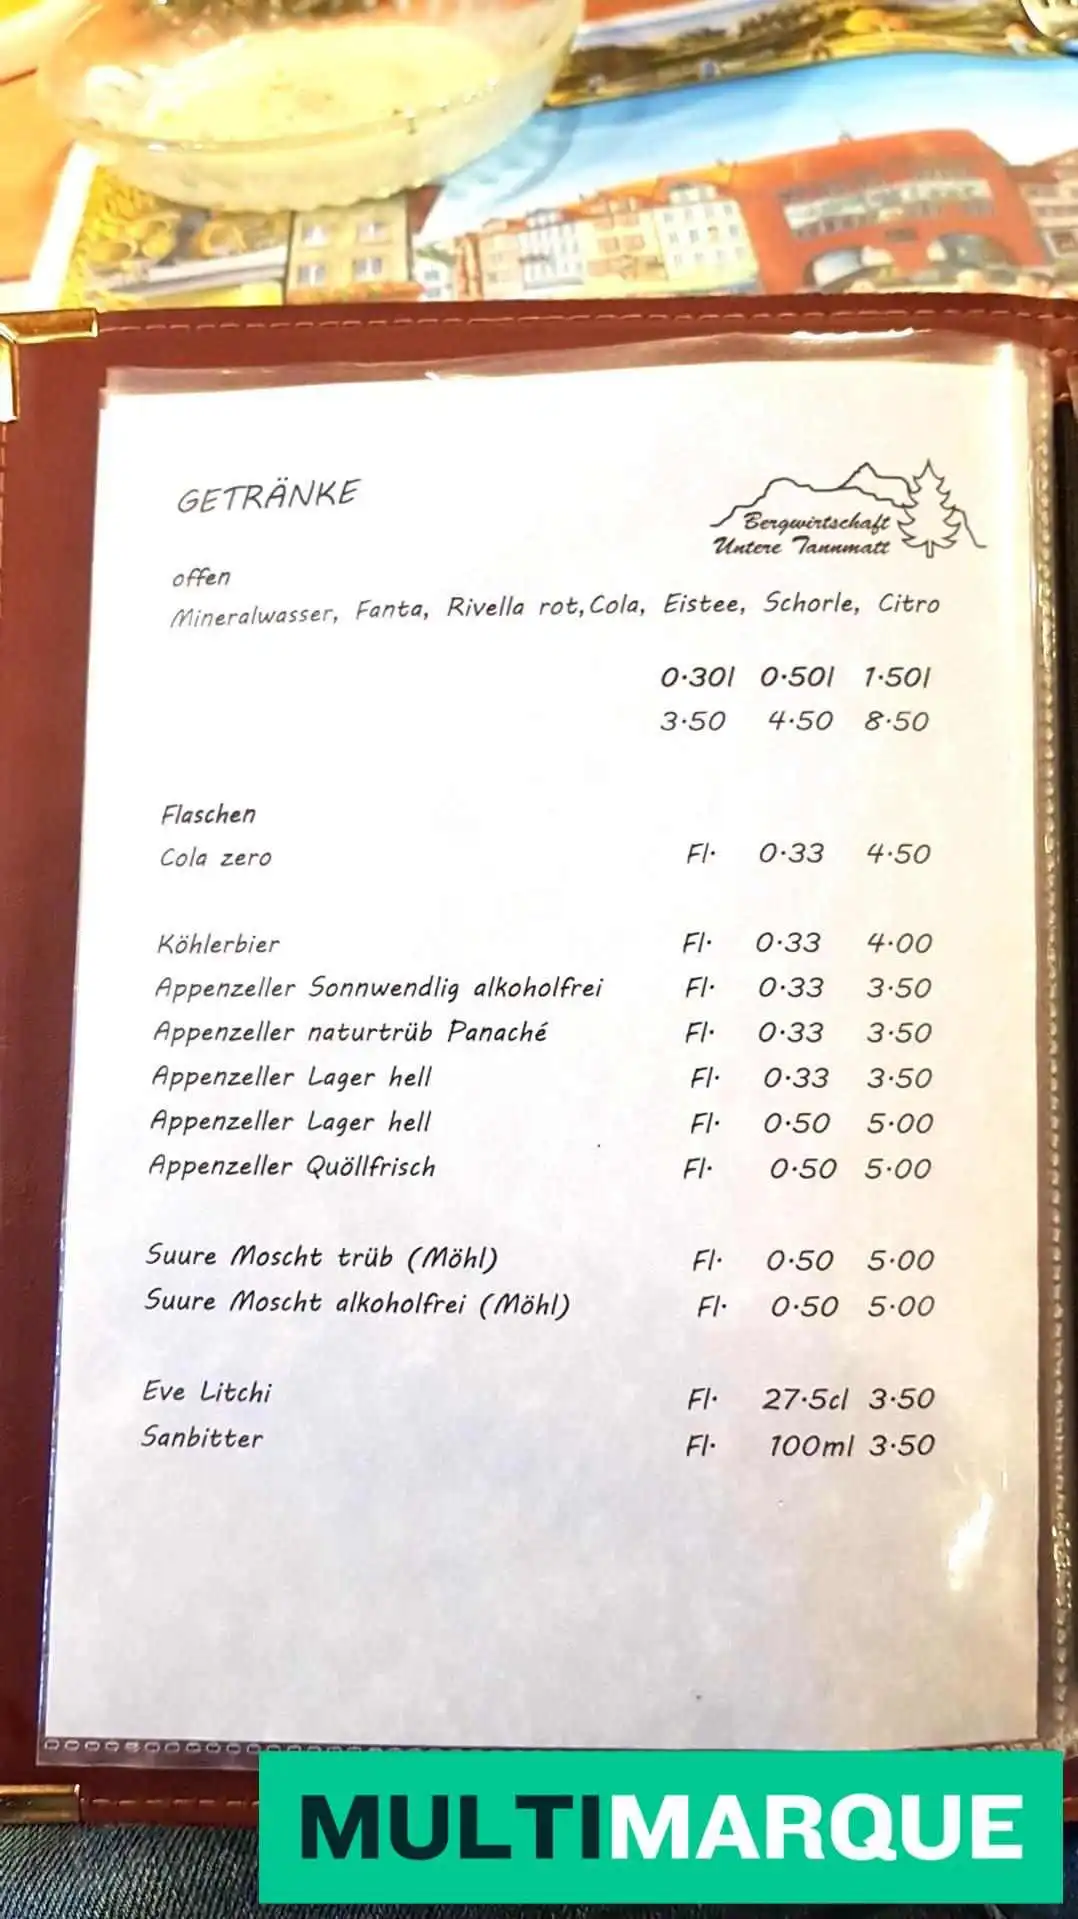 GETRÄNKE
Bergwirtschaft
Untere Tannmatt
offen
Mineralwasser, Fanta, Rivella rot, Cola, Eistee, Schorle, Citro
0.30l 0.50l 1.50l
3.50 4.50 8.50
Flaschen
Cola zero Fl. 0.33 4.50
Köhlerbier Fl. 0.33 4.00
Appenzeller Sonnwendlig alkoholfrei Fl. 0.33 3.50
Appenzeller naturtrüb Panaché Fl. 0.33 3.50
Appenzeller Lager hell Fl. 0.33 3.50
Appenzeller Lager hell Fl. 0.50 5.00
Appenzeller Quöllfrisch Fl. 0.50 5.00
Suure Moscht trüb (Möhl) Fl. 0.50 5.00
Suure Moscht alkoholfrei (Möhl) Fl. 0.50 5.00
Eve Litchi Fl. 27.5cl 3.50
Sanbitter Fl. 100ml 3.50
MULTIMARQUE